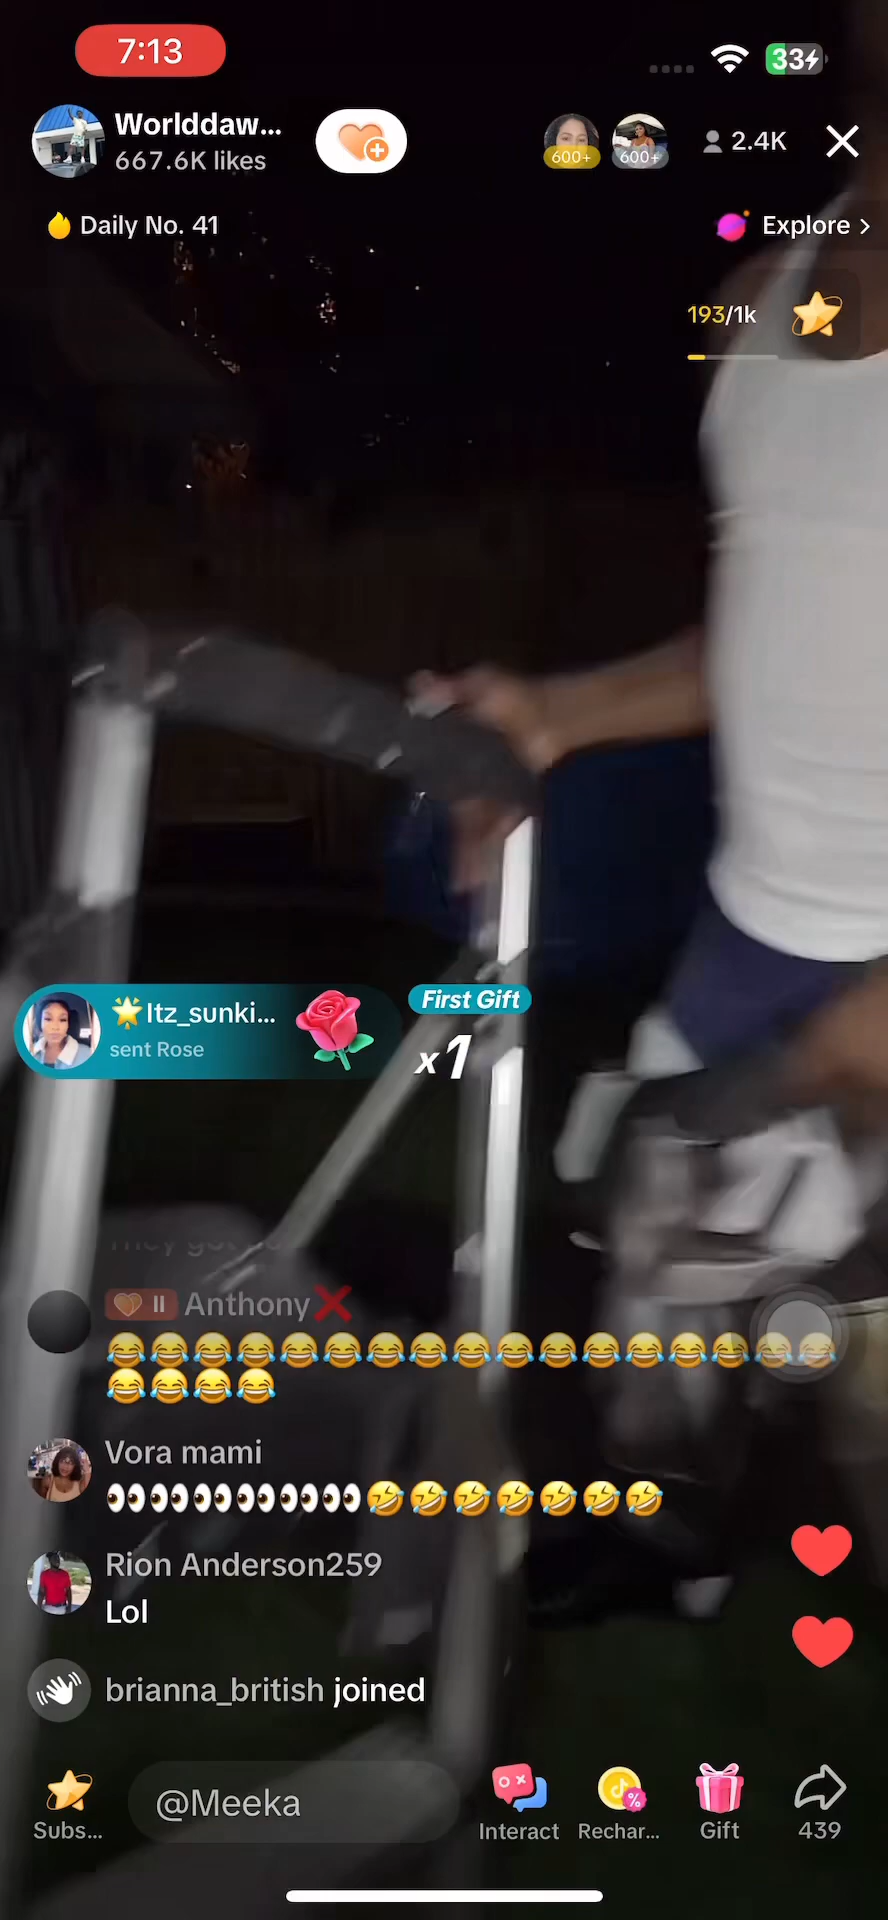 7:13
33
Worlddaw...
667.6K likes
600+
600+
2.4K
Daily No. 41
Explore >
193/1k
🌟Itz_sunki...
sent Rose
First Gift
x1
II Anthony❌
😂😂😂😂😂😂😂😂😂😂😂😂😂😂😂😂😂
😂😂😂😂
Vora mami
👀👀👀👀👀👀🤣🤣🤣🤣🤣🤣🤣
Rion Anderson259
Lol
brianna_british joined
@Meeka
Subs...
Interact
Rechar...
Gift
439